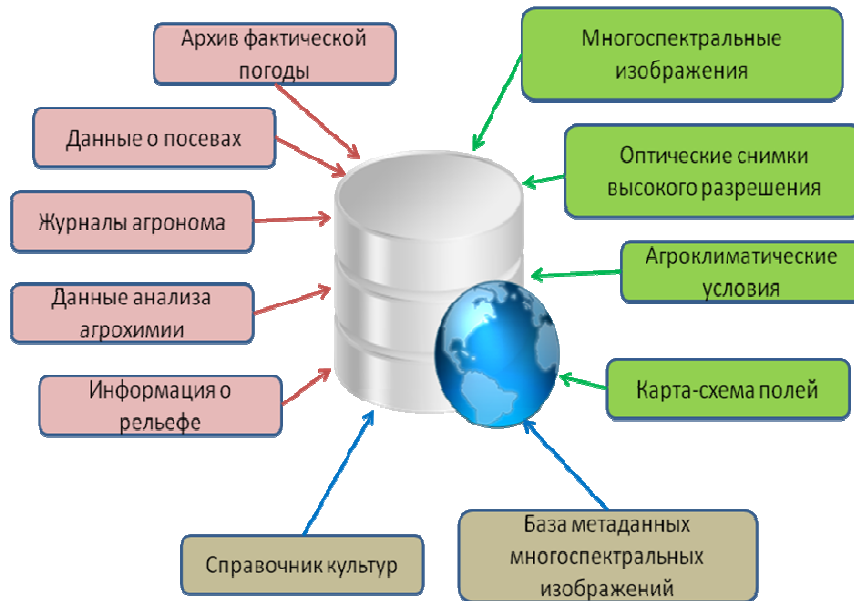 Архив фактической
погоды
Данные о посевах
Журналы агронома
Данные анализа
агрохимии
Информация о
рельефе
Многоспектральные
изображения
Оптические снимки
высокого разрешения
Агроклиматические
условия
Карта-схема полей
Справочник культур
База метаданных
многоспектральных
изображений